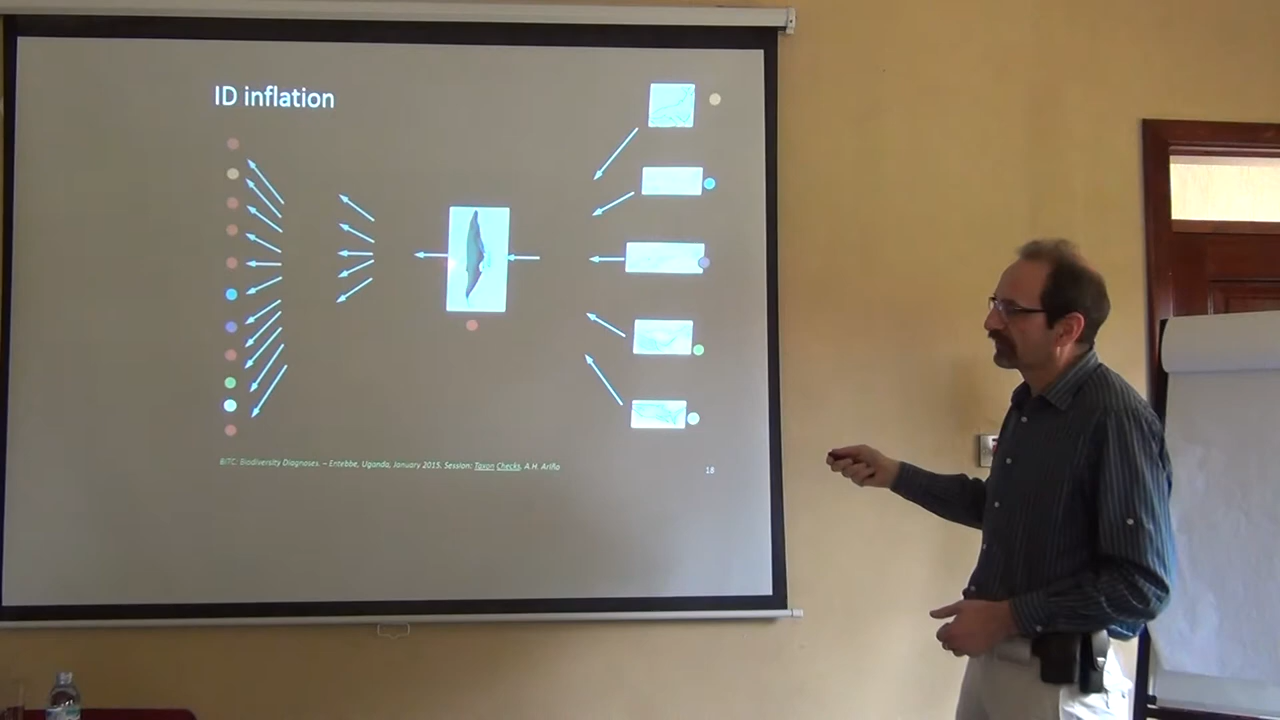 ID inflation
BITC: Biodiversity Diagnoses. – Entebbe, Uganda, January 2015. Session: Taxon Checks. A.H. Ariño
18